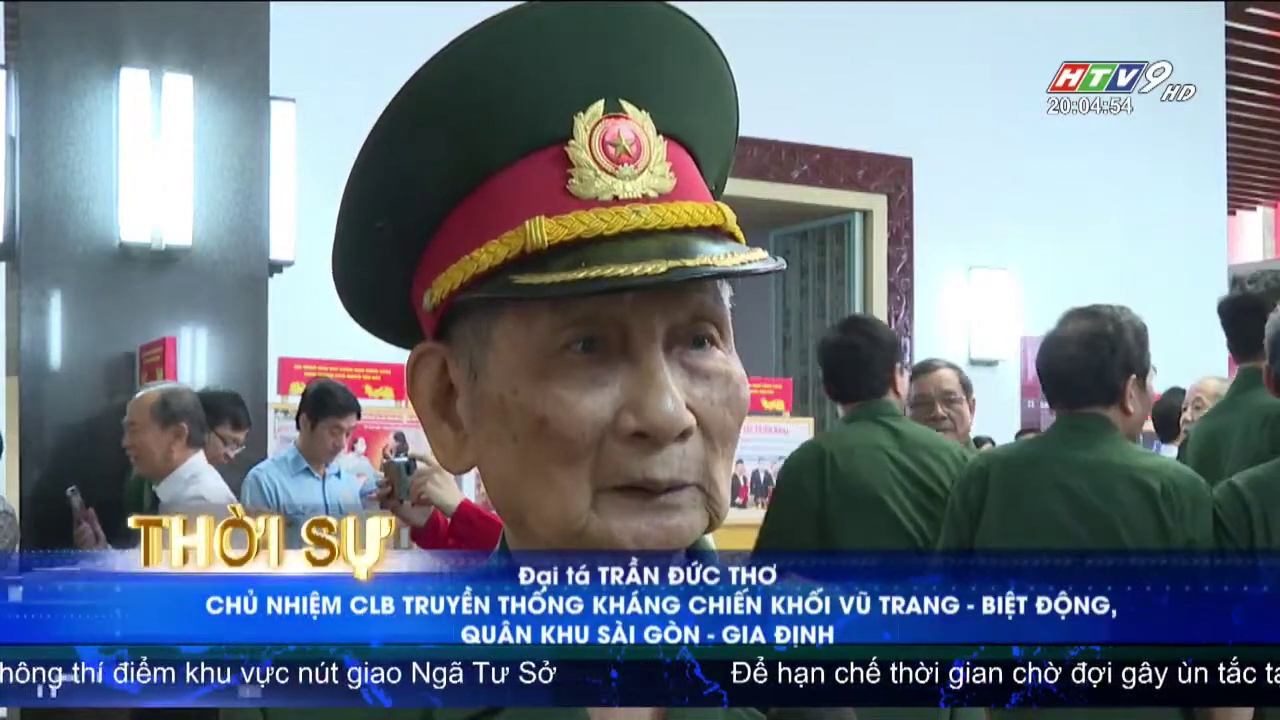 HTV9 HD
20:04:54
THỜI SỰ
Đại tá TRẦN ĐỨC THƠ
CHỦ NHIỆM CLB TRUYỀN THỐNG KHÁNG CHIẾN KHỐI VŨ TRANG - BIỆT ĐỘNG,
QUÂN KHU SÀI GÒN - GIA ĐỊNH
hông thí điểm khu vực nút giao Ngã Tư Sở
Để hạn chế thời gian chờ đợi gây ùn tắc tạ